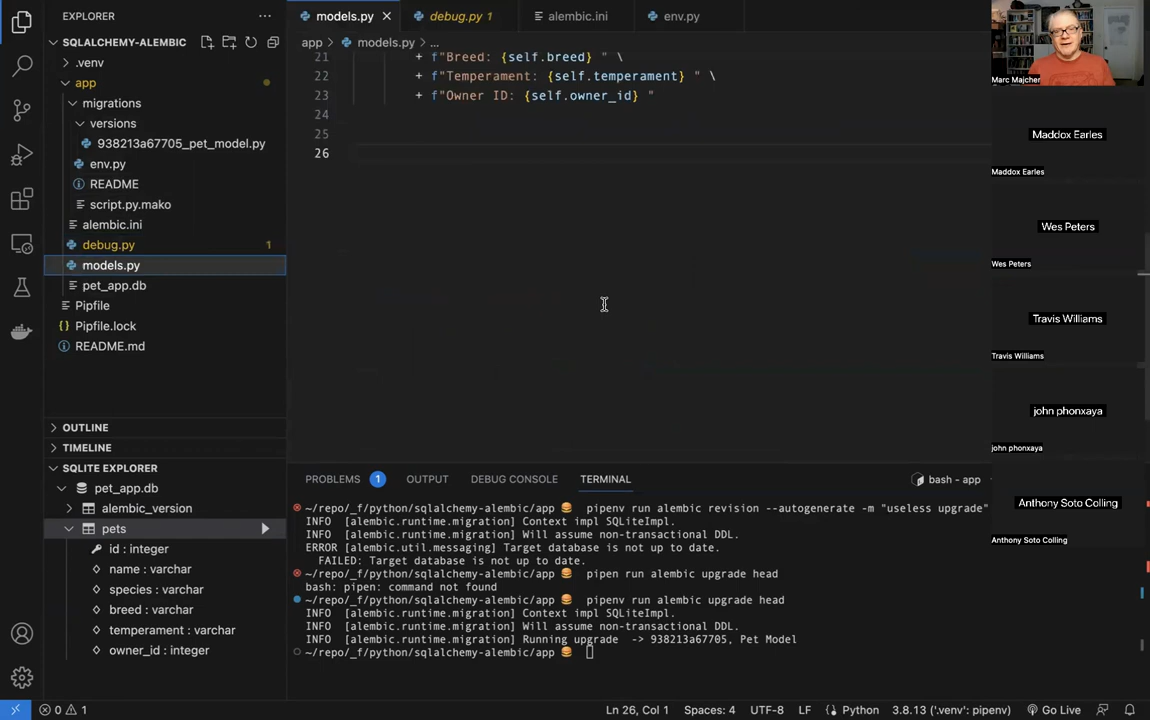 EXPLORER
SQLALCHEMY-ALEMBIC
.venv
app
migrations
versions
938213a67705_pet_model.py
env.py
README
script.py.mako
alembic.ini
debug.py 1
models.py
pet_app.db
Pipfile
Pipfile.lock
README.md
OUTLINE
TIMELINE
SQLITE EXPLORER
pet_app.db
alembic_version
pets
id : integer
name : varchar
species : varchar
breed : varchar
temperament : varchar
owner_id : integer
models.py
debug.py 1
alembic.ini
env.py
app > models.py > ...
21 + f"Breed: {self.breed} " \
22 + f"Temperament: {self.temperament} " \
23 + f"Owner ID: {self.owner_id} "
24
25
26
PROBLEMS 1 OUTPUT DEBUG CONSOLE TERMINAL bash - app
~/repo/_f/python/sqlalchemy-alembic/app 🍔 pipenv run alembic revision --autogenerate -m "useless upgrade"
INFO [alembic.runtime.migration] Context impl SQLiteImpl.
INFO [alembic.runtime.migration] Will assume non-transactional DDL.
ERROR [alembic.util.messaging] Target database is not up to date.
FAILED: Target database is not up to date.
~/repo/_f/python/sqlalchemy-alembic/app 🍔 pipen run alembic upgrade head
bash: pipen: command not found
~/repo/_f/python/sqlalchemy-alembic/app 🍔 pipenv run alembic upgrade head
INFO [alembic.runtime.migration] Context impl SQLiteImpl.
INFO [alembic.runtime.migration] Will assume non-transactional DDL.
INFO [alembic.runtime.migration] Running upgrade -> 938213a67705, Pet Model
~/repo/_f/python/sqlalchemy-alembic/app 🍔
Marc Majcher
Maddox Earles
Maddox Earles
Wes Peters
Wes Peters
Travis Williams
Travis Williams
john phonxaya
john phonxaya
Anthony Soto Colling
Anthony Soto Colling
0 1 Ln 26, Col 1 Spaces: 4 UTF-8 LF Python 3.8.13 ('.venv': pipenv) Go Live